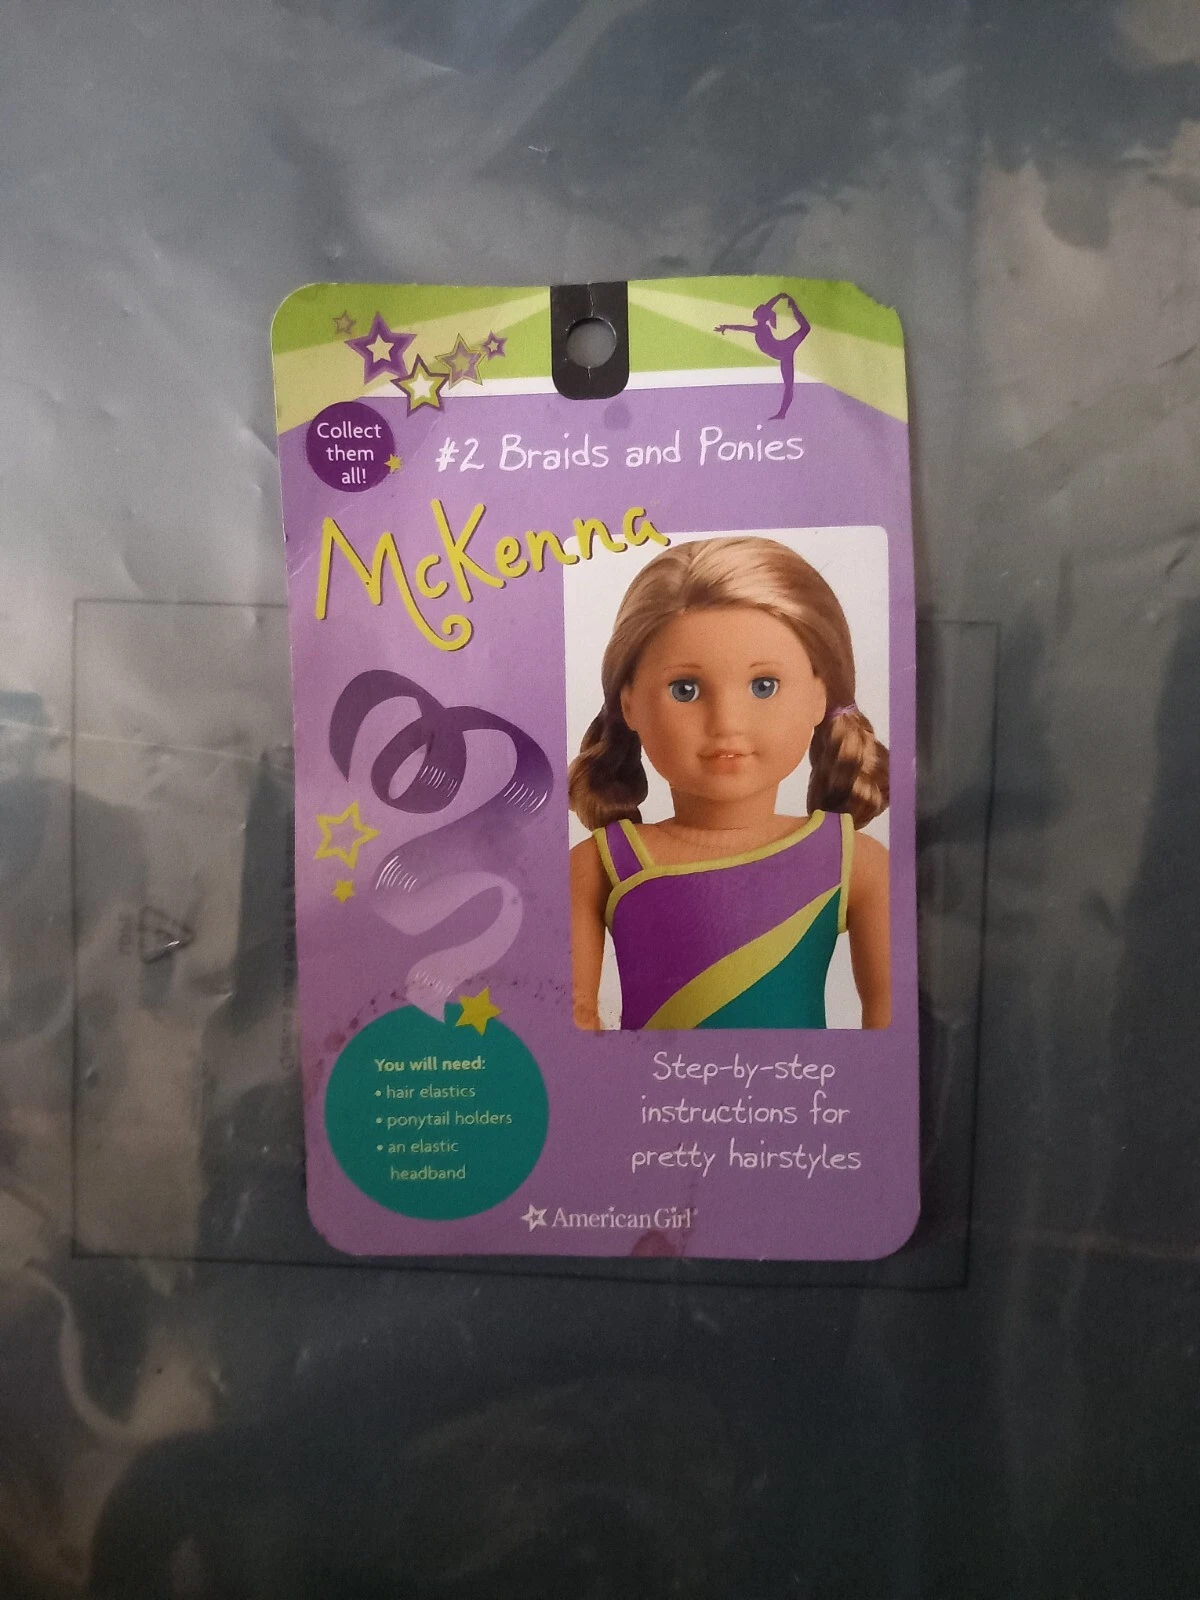 Collect
them
all!
#2 Braids and Ponies
McKenna
You will need:
• hair elastics
• ponytail holders
• an elastic
headband
Step-by-step
instructions for
pretty hairstyles
American Girl®